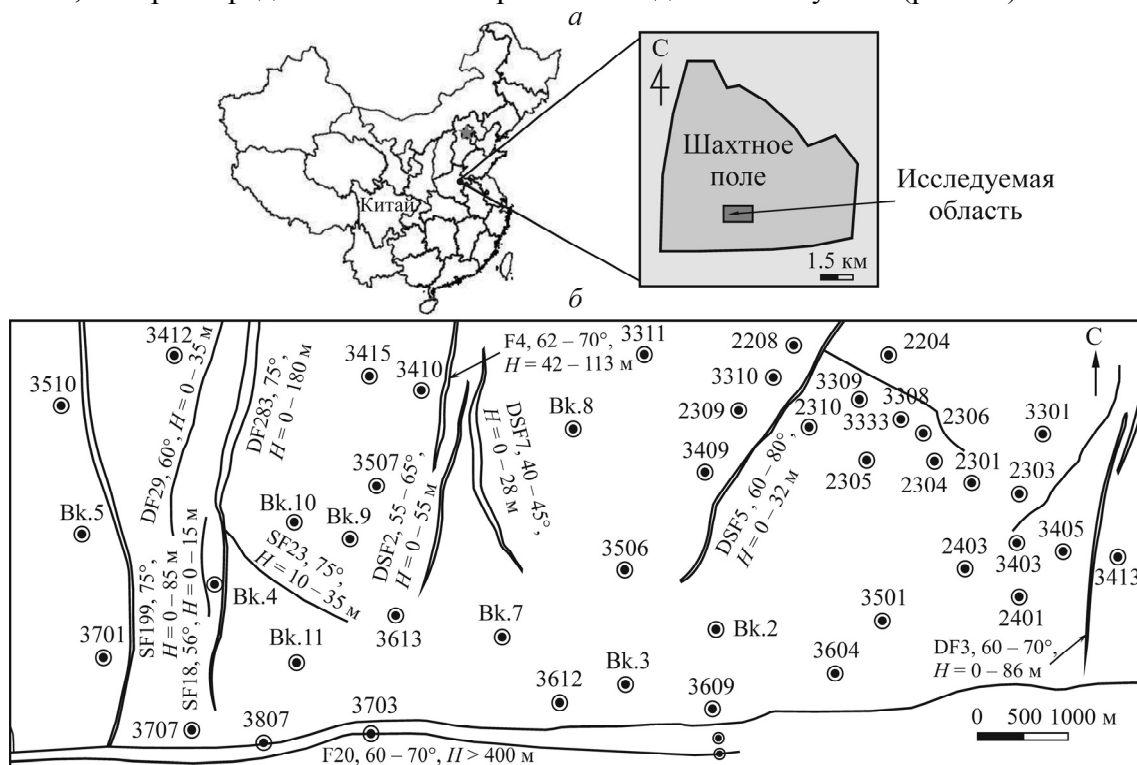 а
С
Шахтное
поле
Исследуемая
область
Китай
1.5 км
б
3412
3415
3410
F4, 62 – 70°,
H = 42 – 113 м
3311
2208
2204
С
3510
DF29, 60°, H = 0 – 35 м
DF283, 75°,
H = 0 – 180 м
Bk.8
3310
2309
3309
2310
3308
3333
2306
3301
3409
3507
DSF7, 40 – 45°,
H = 0 – 28 м
2305
2304
2301
2303
Bk.5
Bk.10
Bk.9
SF23, 75°,
H = 10 – 35 м
DSF2, 55 – 65°,
H = 0 – 55 м
DSF5, 60 – 80°,
H = 0 – 32 м
3506
2403
3403
3405
3413
Bk.4
SF199, 75°,
H = 0 – 85 м
SF18, 56°, H = 0 – 15 м
3701
Bk.11
3613
Bk.7
Bk.2
3501
2401
3604
DF3, 60 – 70°,
H = 0 – 86 м
3612
Bk.3
3609
3707
3807
3703
F20, 60 – 70°, H > 400 м
0 500 1000 м